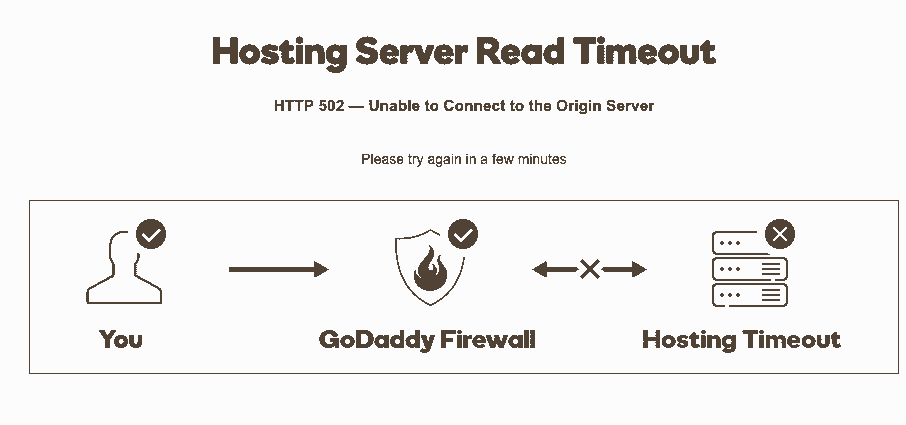 Hosting Server Read Timeout
HTTP 502 — Unable to Connect to the Origin Server
Please try again in a few minutes
You
GoDaddy Firewall
Hosting Timeout